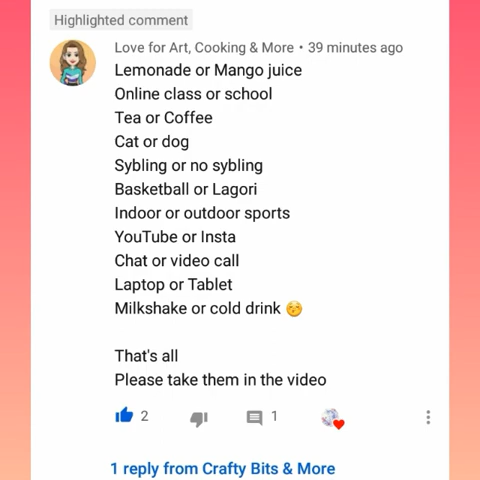 Highlighted comment
Love for Art, Cooking & More • 39 minutes ago
Lemonade or Mango juice
Online class or school
Tea or Coffee
Cat or dog
Sybling or no sybling
Basketball or Lagori
Indoor or outdoor sports
YouTube or Insta
Chat or video call
Laptop or Tablet
Milkshake or cold drink 😚
That's all
Please take them in the video
2 1
1 reply from Crafty Bits & More